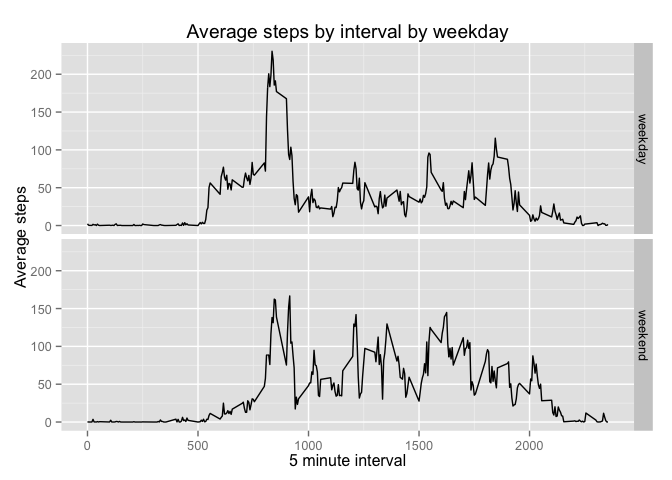 Average steps by interval by weekday
Average steps
200
150
100
50
0
weekday
200
150
100
50
0
weekend
0 500 1000 1500 2000
5 minute interval